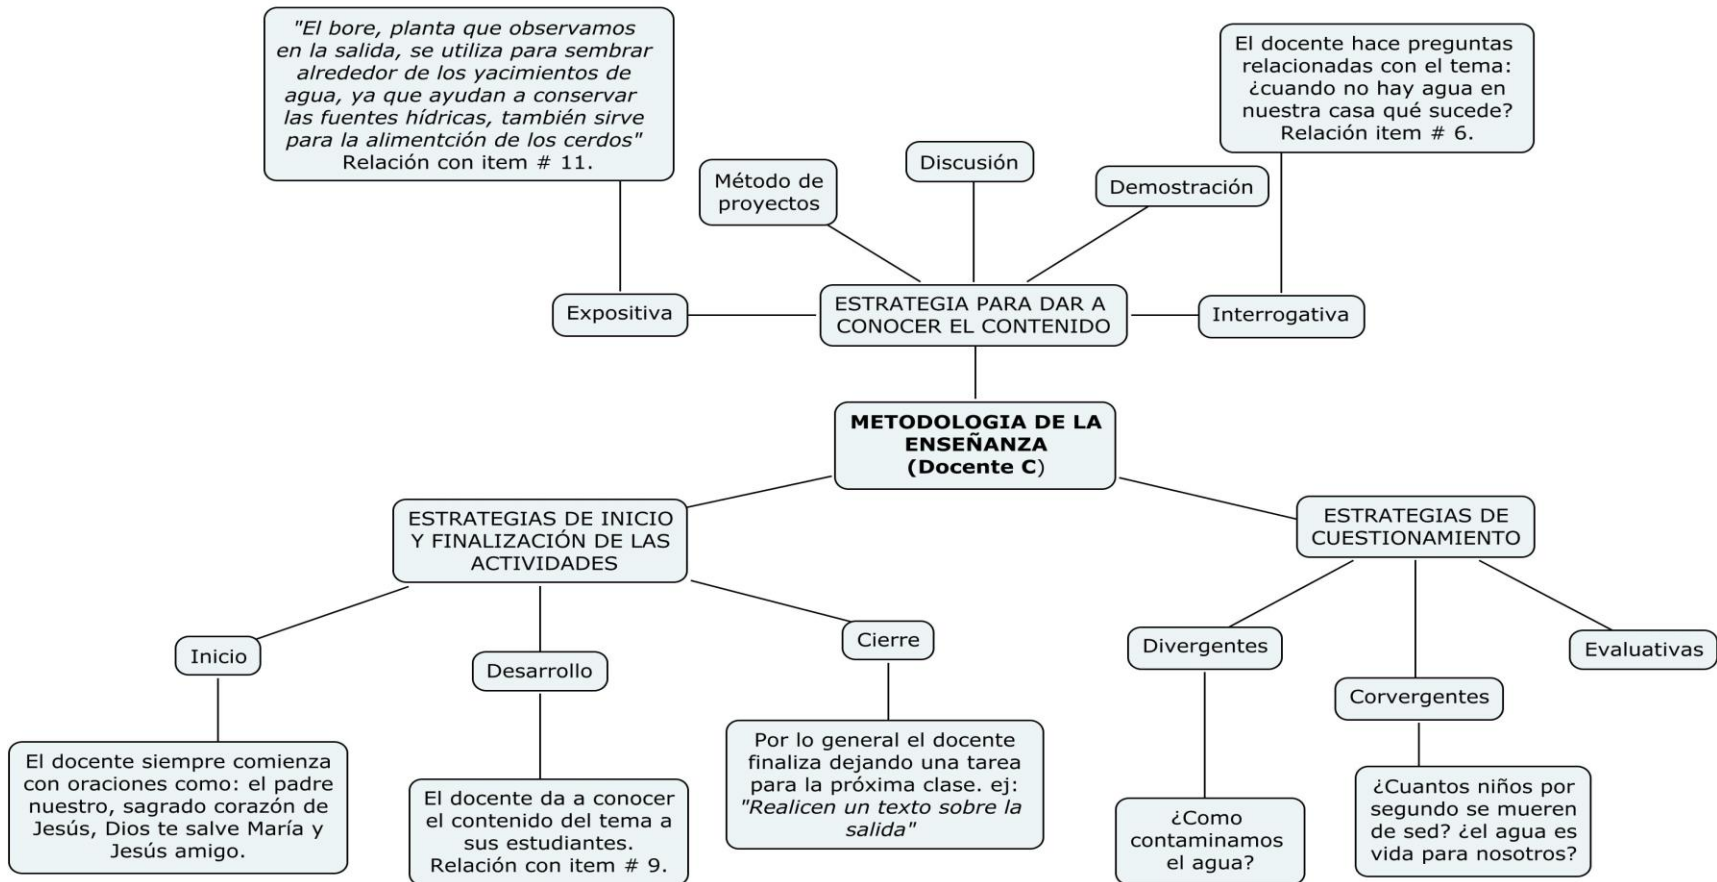 "El bore, planta que observamos
en la salida, se utiliza para sembrar
alrededor de los yacimientos de
agua, ya que ayudan a conservar
las fuentes hídricas, también sirve
para la alimentción de los cerdos"
Relación con item # 11.
El docente hace preguntas
relacionadas con el tema:
¿cuando no hay agua en
nuestra casa qué sucede?
Relación item # 6.
Método de
proyectos
Discusión
Demostración
Expositiva
ESTRATEGIA PARA DAR A
CONOCER EL CONTENIDO
Interrogativa
METODOLOGIA DE LA
ENSEÑANZA
(Docente C)
ESTRATEGIAS DE INICIO
Y FINALIZACIÓN DE LAS
ACTIVIDADES
ESTRATEGIAS DE
CUESTIONAMIENTO
Inicio
Desarrollo
Cierre
Divergentes
Corvergentes
Evaluativas
El docente siempre comienza
con oraciones como: el padre
nuestro, sagrado corazón de
Jesús, Dios te salve María y
Jesús amigo.
El docente da a conocer
el contenido del tema a
sus estudiantes.
Relación con item # 9.
Por lo general el docente
finaliza dejando una tarea
para la próxima clase. ej:
"Realicen un texto sobre la
salida"
¿Como
contaminamos
el agua?
¿Cuantos niños por
segundo se mueren
de sed? ¿el agua es
vida para nosotros?